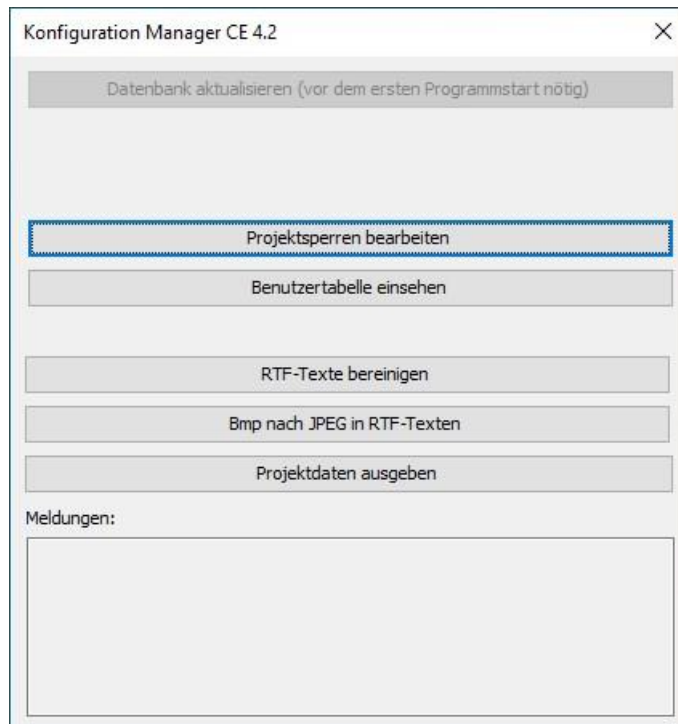 Konfiguration Manager CE 4.2
Datenbank aktualisieren (vor dem ersten Programmstart nötig)
Projektsperren bearbeiten
Benutzertabelle einsehen
RTF-Texte bereinigen
Bmp nach JPEG in RTF-Texten
Projektdaten ausgeben
Meldungen: